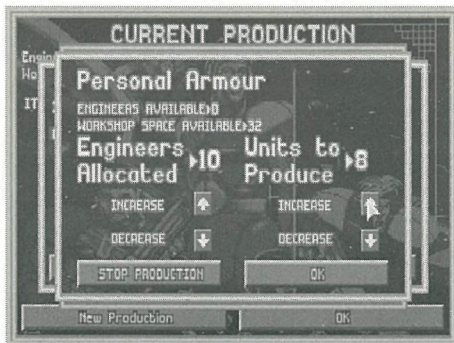 CURRENT PRODUCTION
Personal Armour
ENGINEERS AVAILABLE>0
WORKSHOP SPACE AVAILABLE>32
Engineers Allocated >10
Units to Produce >8
INCREASE INCREASE
DECREASE DECREASE
STOP PRODUCTION OK
New Production OK